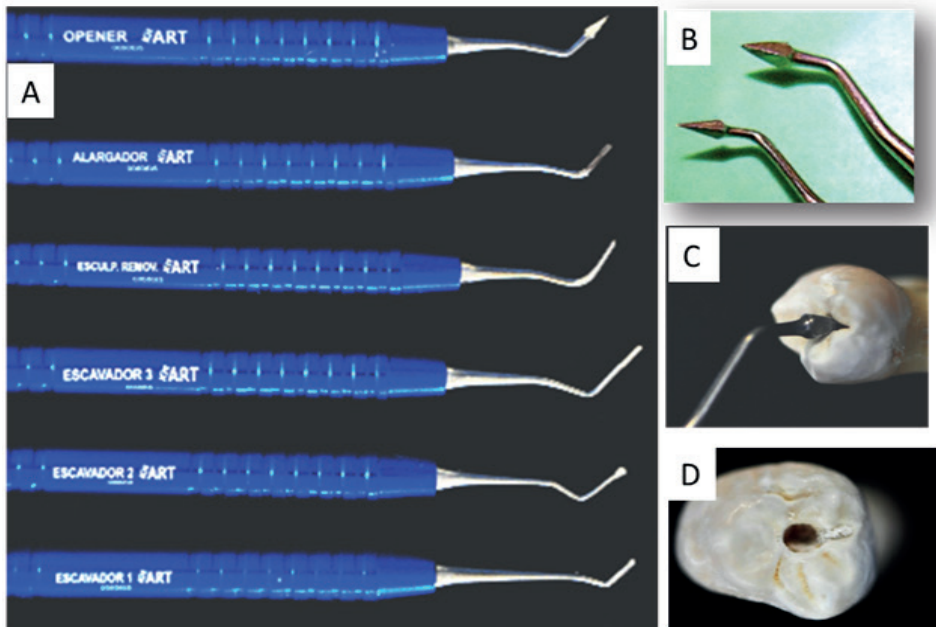 A
OPENER ART
ALARGADOR ART
ESCULP. REMOV. ART
ESCAVADOR 3 ART
ESCAVADOR 2 ART
ESCAVADOR 1 ART
B
C
D